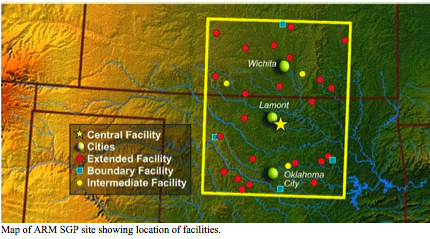 Wichita
Lamont
Central Facility
Cities
Extended Facility
Boundary Facility
Intermediate Facility
Oklahoma
City
Map of ARM SGP site showing location of facilities.